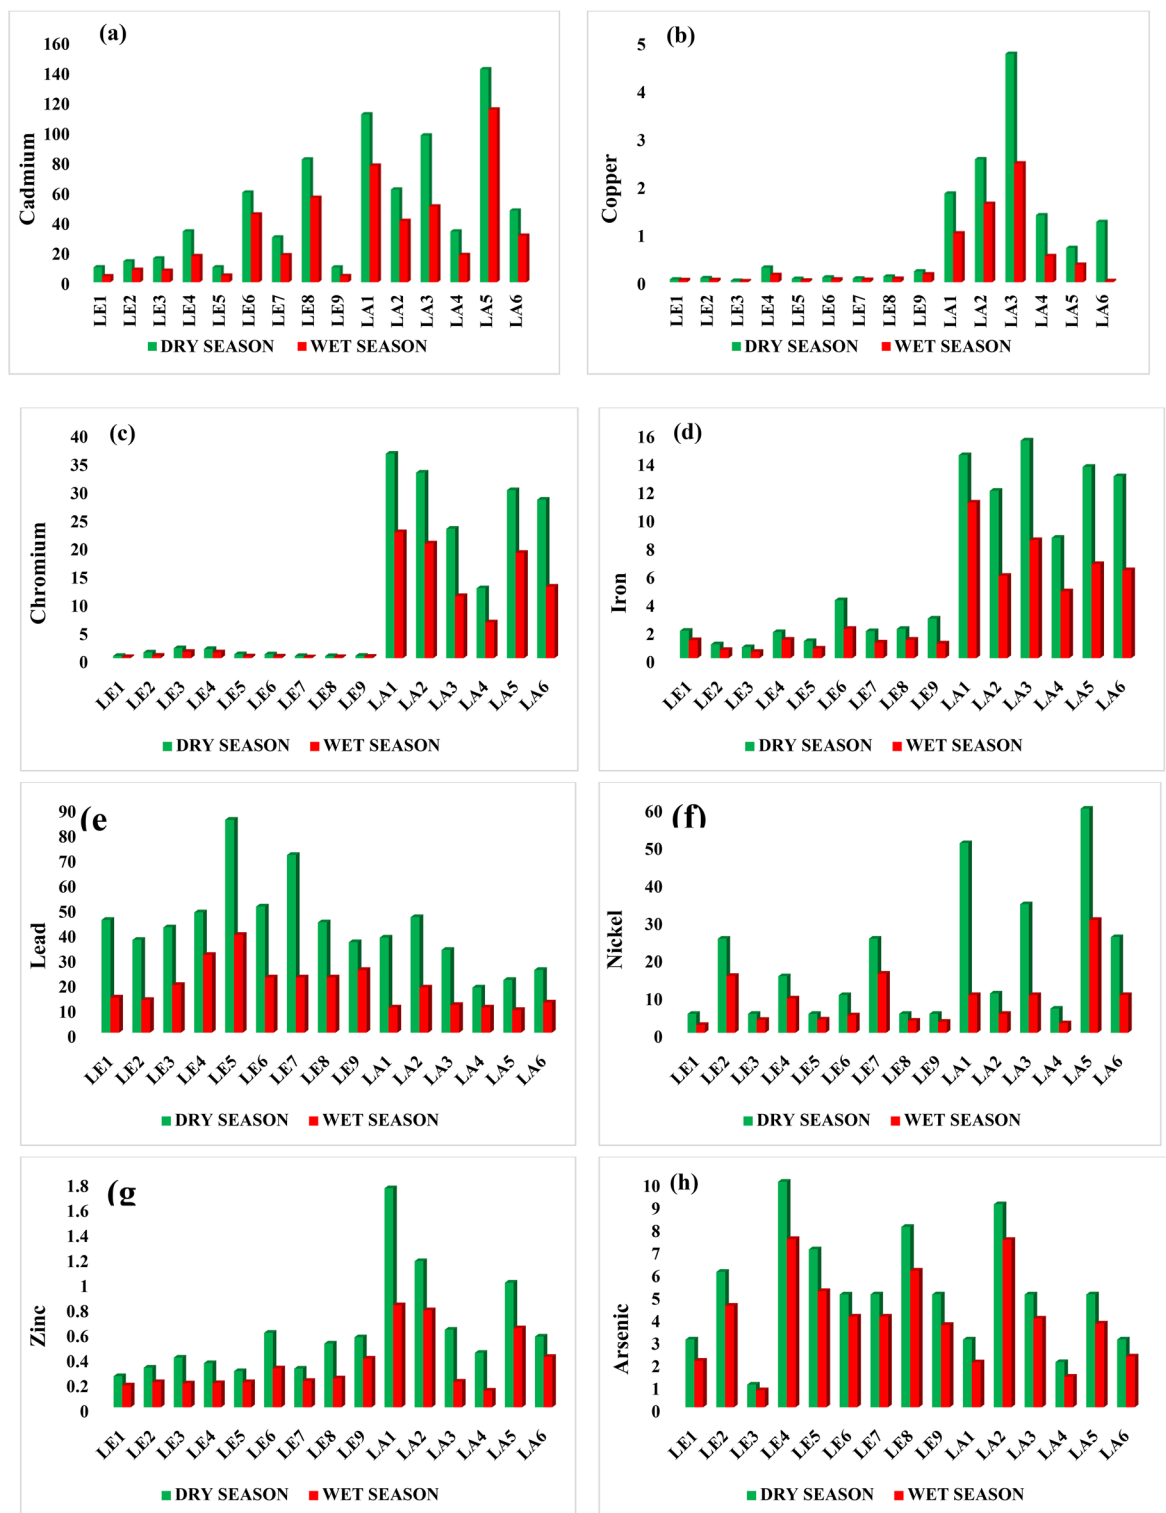 (a)
160
140
120
100
80
60
40
20
0
Cadmium
LE1 LE2 LE3 LE4 LE5 LE6 LE7 LE8 LE9 LA1 LA2 LA3 LA4 LA5 LA6
DRY SEASON WET SEASON
(b)
5
4
3
2
1
0
Copper
LE1 LE2 LE3 LE4 LE5 LE6 LE7 LE8 LE9 LA1 LA2 LA3 LA4 LA5 LA6
DRY SEASON WET SEASON
(c)
40
35
30
25
20
15
10
5
0
Chromium
LE1 LE2 LE3 LE4 LE5 LE6 LE7 LE8 LE9 LA1 LA2 LA3 LA4 LA5 LA6
DRY SEASON WET SEASON
(d)
16
14
12
10
8
6
4
2
0
Iron
LE1 LE2 LE3 LE4 LE5 LE6 LE7 LE8 LE9 LA1 LA2 LA3 LA4 LA5 LA6
DRY SEASON WET SEASON
(e
90
80
70
60
50
40
30
20
10
0
Lead
LE1 LE2 LE3 LE4 LE5 LE6 LE7 LE8 LE9 LA1 LA2 LA3 LA4 LA5 LA6
DRY SEASON WET SEASON
(f)
60
50
40
30
20
10
0
Nickel
LE1 LE2 LE3 LE4 LE5 LE6 LE7 LE8 LE9 LA1 LA2 LA3 LA4 LA5 LA6
DRY SEASON WET SEASON
(g
1.8
1.6
1.4
1.2
1
0.8
0.6
0.4
0.2
0
Zinc
LE1 LE2 LE3 LE4 LE5 LE6 LE7 LE8 LE9 LA1 LA2 LA3 LA4 LA5 LA6
DRY SEASON WET SEASON
(h)
10
9
8
7
6
5
4
3
2
1
0
Arsenic
LE1 LE2 LE3 LE4 LE5 LE6 LE7 LE8 LE9 LA1 LA2 LA3 LA4 LA5 LA6
DRY SEASON WET SEASON